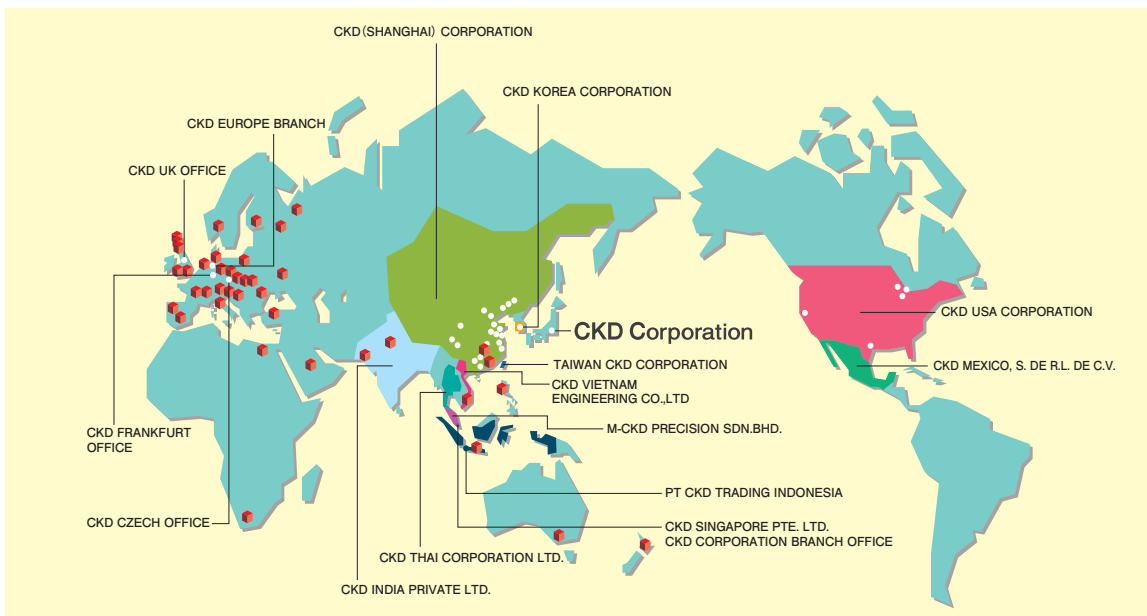 CKD(SHANGHAI) CORPORATION
CKD KOREA CORPORATION
CKD EUROPE BRANCH
CKD UK OFFICE
CKD USA CORPORATION
CKD Corporation
TAIWAN CKD CORPORATION
CKD MEXICO, S. DE R.L. DE C.V.
CKD VIETNAM
ENGINEERING CO.,LTD
M-CKD PRECISION SDN.BHD.
CKD FRANKFURT
OFFICE
PT CKD TRADING INDONESIA
CKD CZECH OFFICE
CKD SINGAPORE PTE. LTD.
CKD CORPORATION BRANCH OFFICE
CKD THAI CORPORATION LTD.
CKD INDIA PRIVATE LTD.